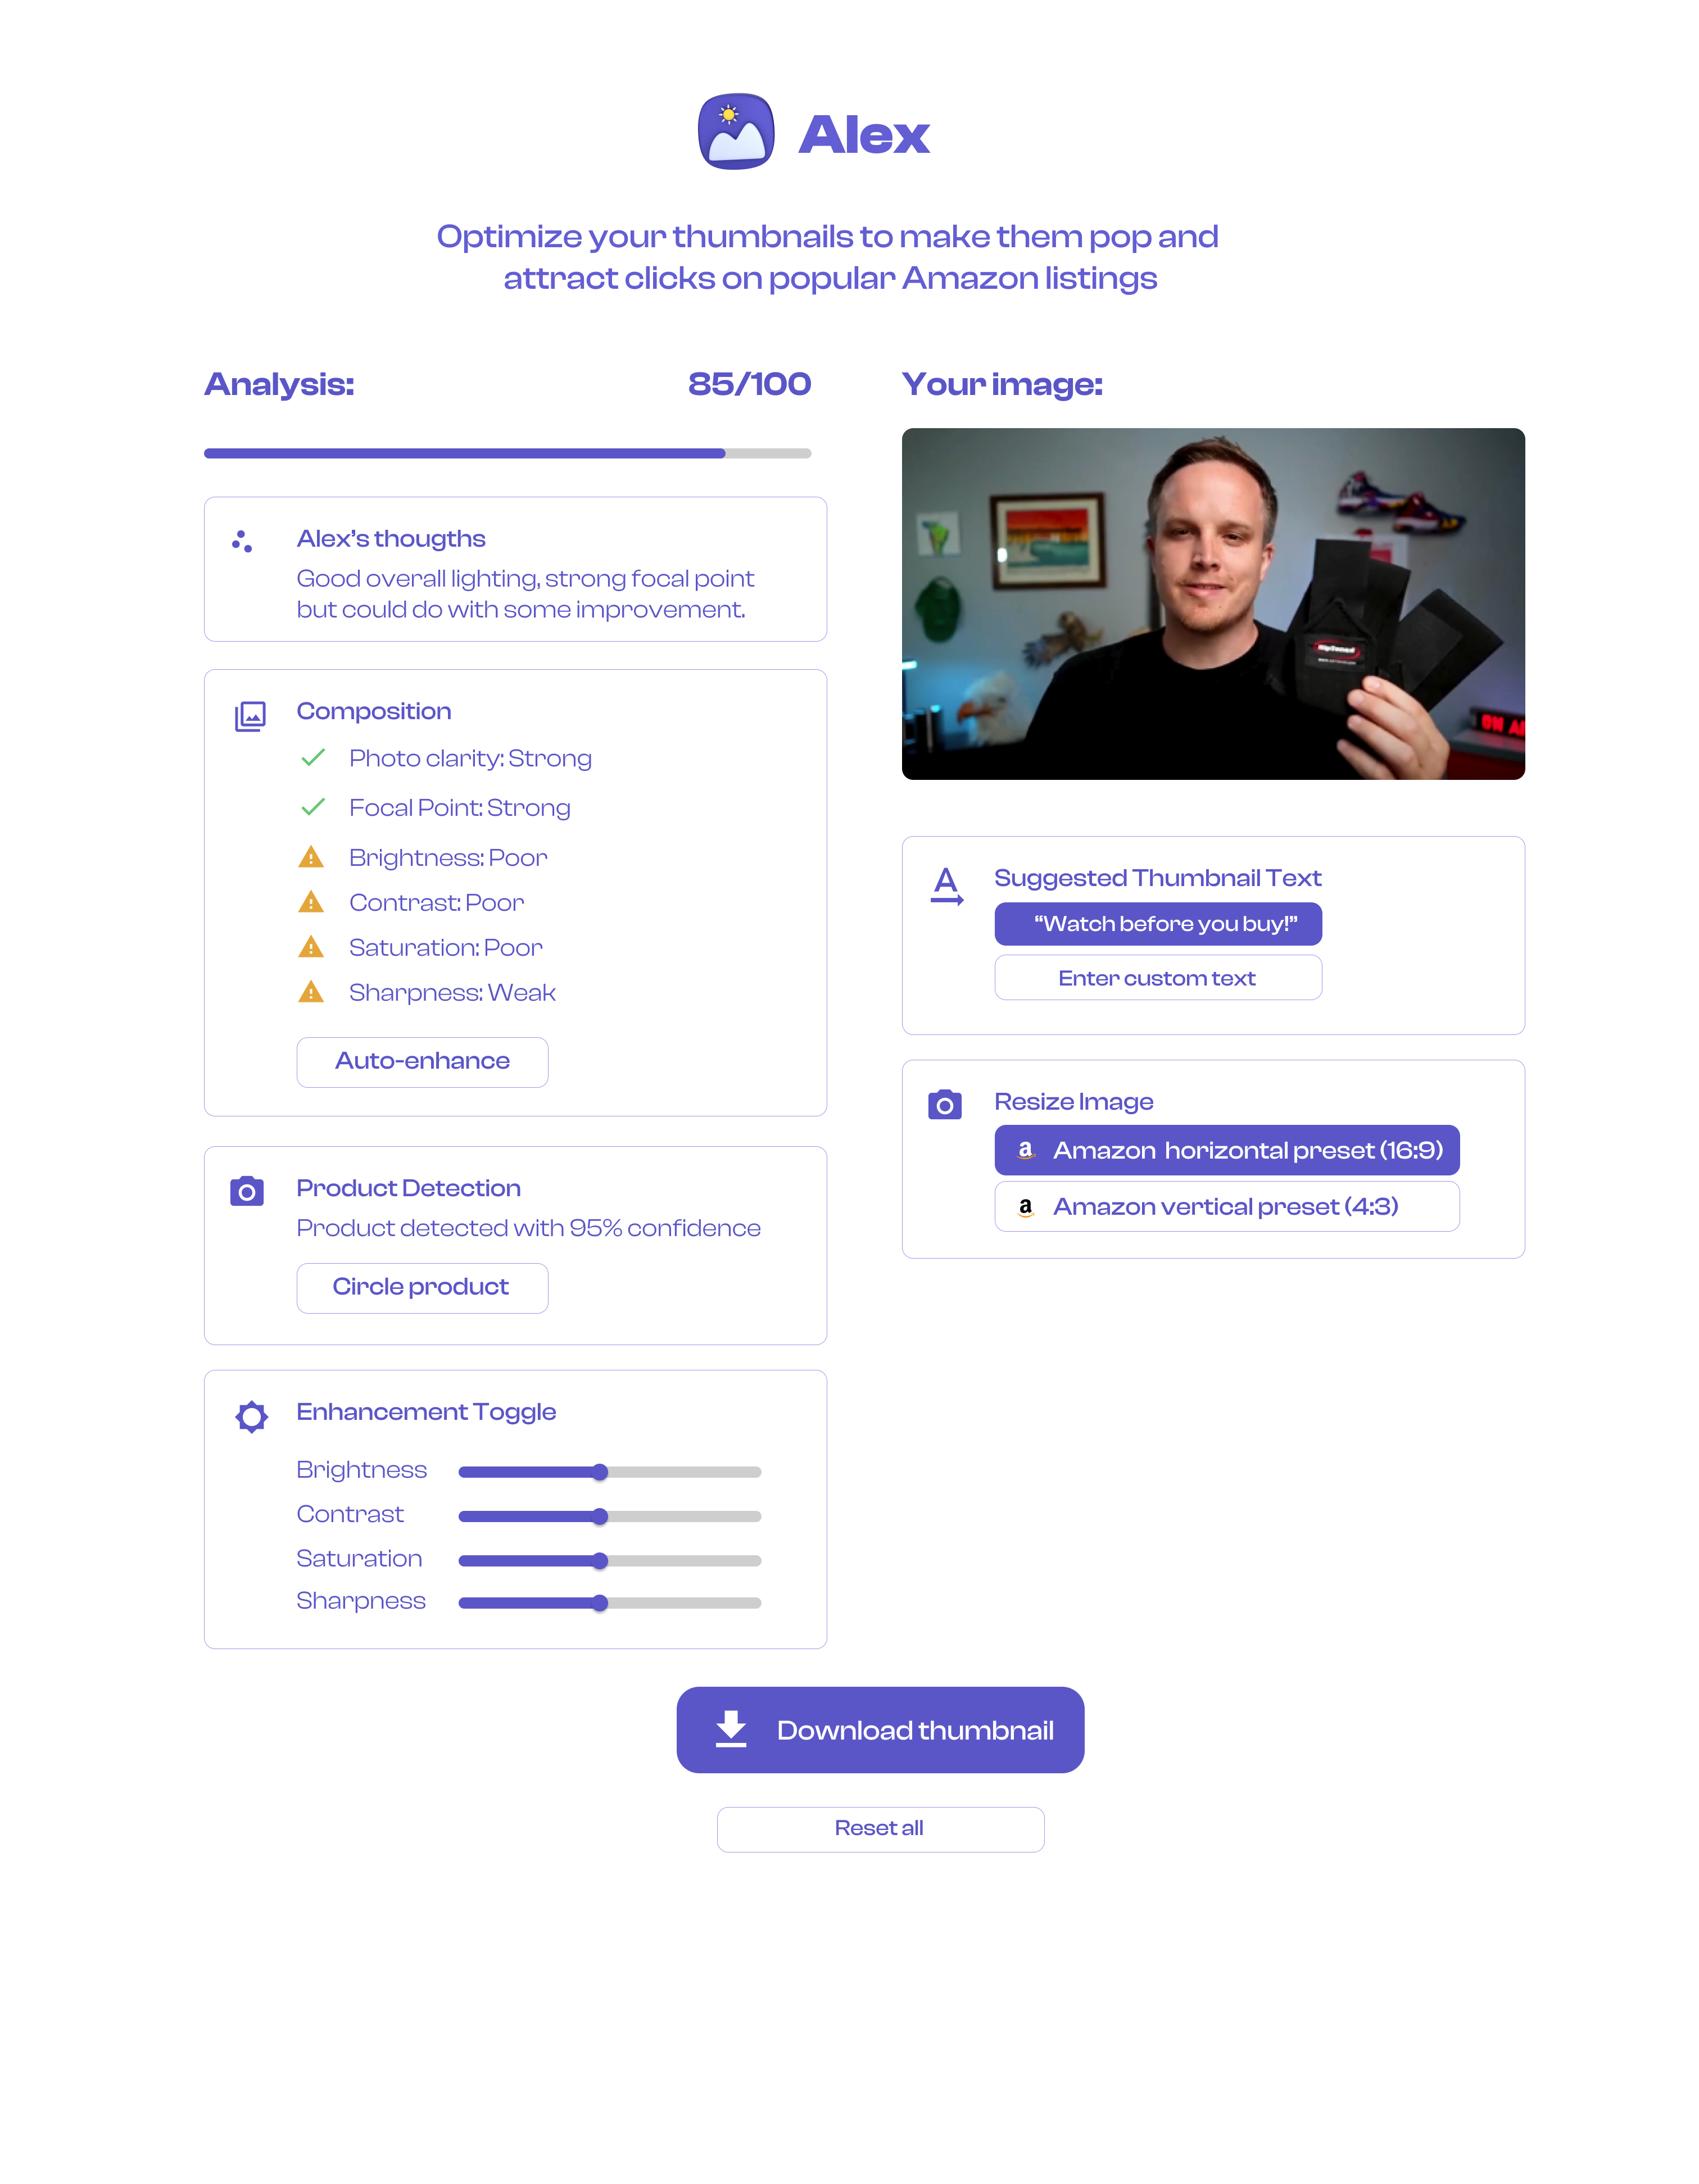 Alex
Optimize your thumbnails to make them pop and
attract clicks on popular Amazon listings
Analysis:
85/100
Alex's thougths
Good overall lighting, strong focal point
but could do with some improvement.
Composition
Photo clarity: Strong
Focal Point: Strong
Brightness: Poor
Contrast: Poor
Saturation: Poor
Sharpness: Weak
Auto-enhance
Product Detection
Product detected with 95% confidence
Circle product
Enhancement Toggle
Brightness
Contrast
Saturation
Sharpness
Your image:
ON
Suggested Thumbnail Text
“Watch before you buy!”
Enter custom text
Resize Image
a Amazon  horizontal preset (16:9)
a Amazon vertical preset (4:3)
Download thumbnail
Reset all